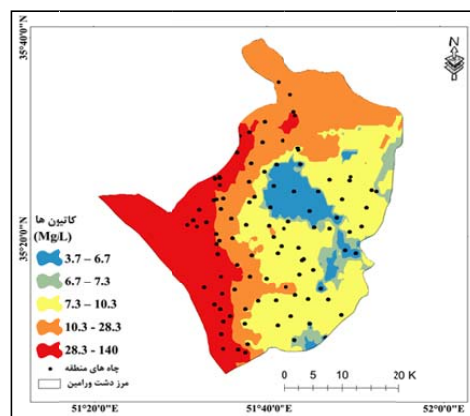 35°40'0"N
N
35°20'0"N
کاتیون ها
(Mg/L)
3.7 – 6.7
6.7 – 7.3
7.3 – 10.3
10.3 - 28.3
28.3 - 140
چاه های منطقه
مرز دشت ورامین
0 5 10 20 K
51°20'0"E 51°40'0"E 52°0'0"E